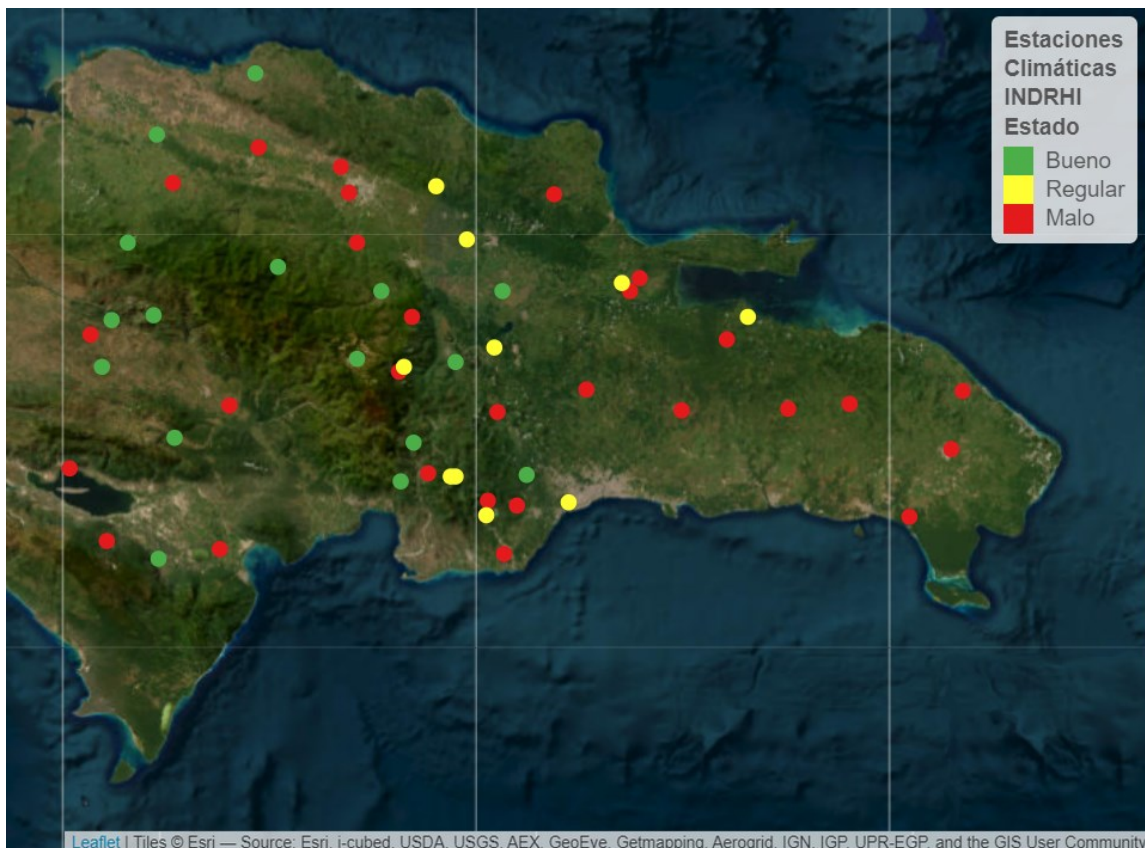 Estaciones
Climáticas
INDRHI
Estado
Bueno
Regular
Malo
Leaflet | Tiles © Esri — Source: Esri, i-cubed, USDA, USGS, AEX, GeoEye, Getmapping, Aerogrid, IGN, IGP, UPR-EGP, and the GIS User Community